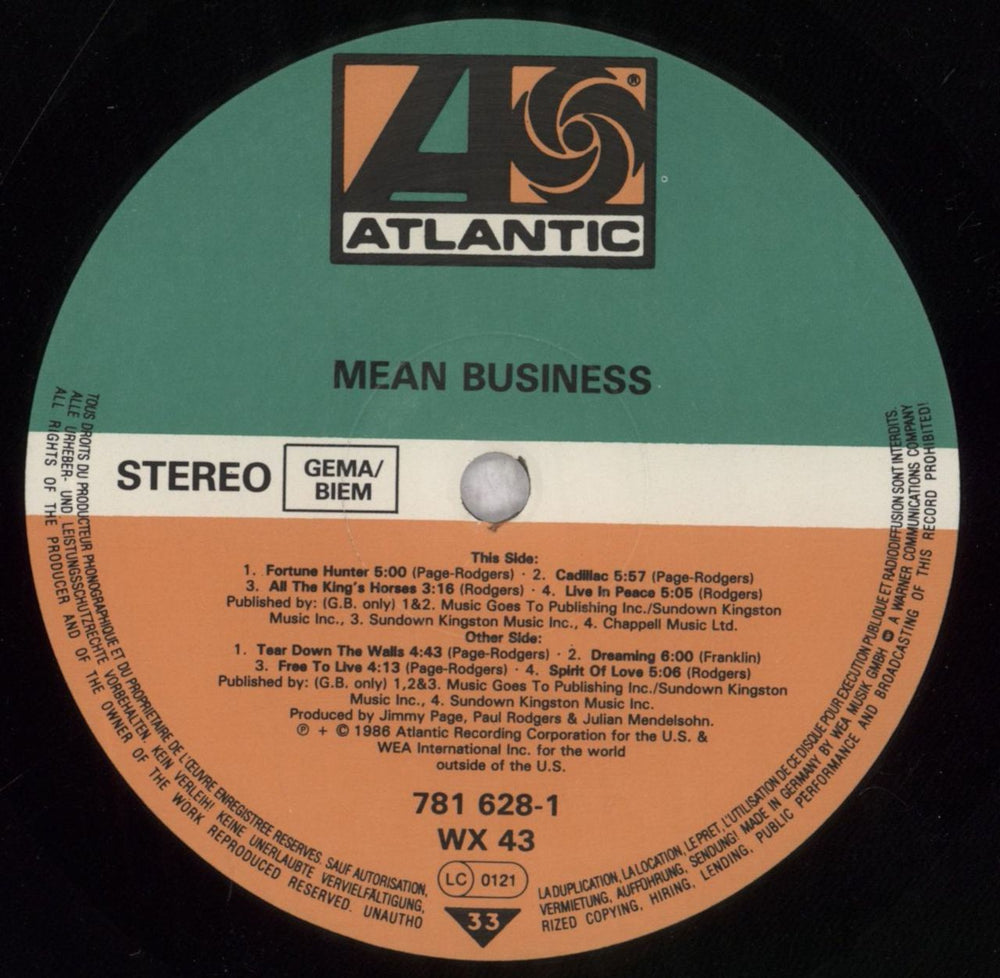 ®
ATLANTIC
MEAN BUSINESS
STEREO
GEMA/
BIEM
This Side:
1. Fortune Hunter 5:00 (Page-Rodgers) · 2. Cadillac 5:57 (Page-Rodgers)
3. All The King's Horses 3:16 (Rodgers) · 4. Live In Peace 5:05 (Rodgers)
Published by: (G.B. only) 1&2. Music Goes To Publishing Inc./Sundown Kingston
Music Inc., 3. Sundown Kingston Music Inc., 4. Chappell Music Ltd.
Other Side:
1. Tear Down The Walls 4:43 (Page-Rodgers) · 2. Dreaming 6:00 (Franklin)
3. Free To Live 4:13 (Page-Rodgers) · 4. Spirit Of Love 5:06 (Rodgers)
Published by: (G.B. only) 1,2&3. Music Goes To Publishing Inc./Sundown Kingston
Music Inc., 4. Sundown Kingston Music Inc.
Produced by Jimmy Page, Paul Rodgers & Julian Mendelsohn.
℗ + © 1986 Atlantic Recording Corporation for the U.S. &
WEA International Inc. for the world
outside of the U.S.
781 628-1
WX 43
LC 0121
33
TOUS DROITS DU PRODUCTEUR PHONOGRAPHIQUE ET DU PROPRIETAIRE DE L'ŒUVRE ENREGISTREE RESERVES. SAUF AUTORISATION,
ALLE URHEBER- UND LEISTUNGSSCHUTZRECHTE VORBEHALTEN. KEIN VERLEIH! KEINE UNERLAUBTE VERVIELFÄLTIGUNG,
ALL RIGHTS OF THE PRODUCER AND OF THE OWNER OF THE WORK REPRODUCED RESERVED. UNAUTHO
LA DUPLICATION, LA LOCATION, LE PRET, L'UTILISATION DE CE DISQUE POUR EXECUTION PUBLIQUE ET RADIODIFFUSION SONT INTERDITS.
VERMIETUNG, AUFFÜHRUNG, SENDUNG! MADE IN GERMANY BY WEA MUSIK GMBH A WARNER COMMUNICATIONS COMPANY
RIZED COPYING, HIRING, LENDING, PUBLIC PERFORMANCE AND BROADCASTING OF THIS RECORD PROHIBITED!